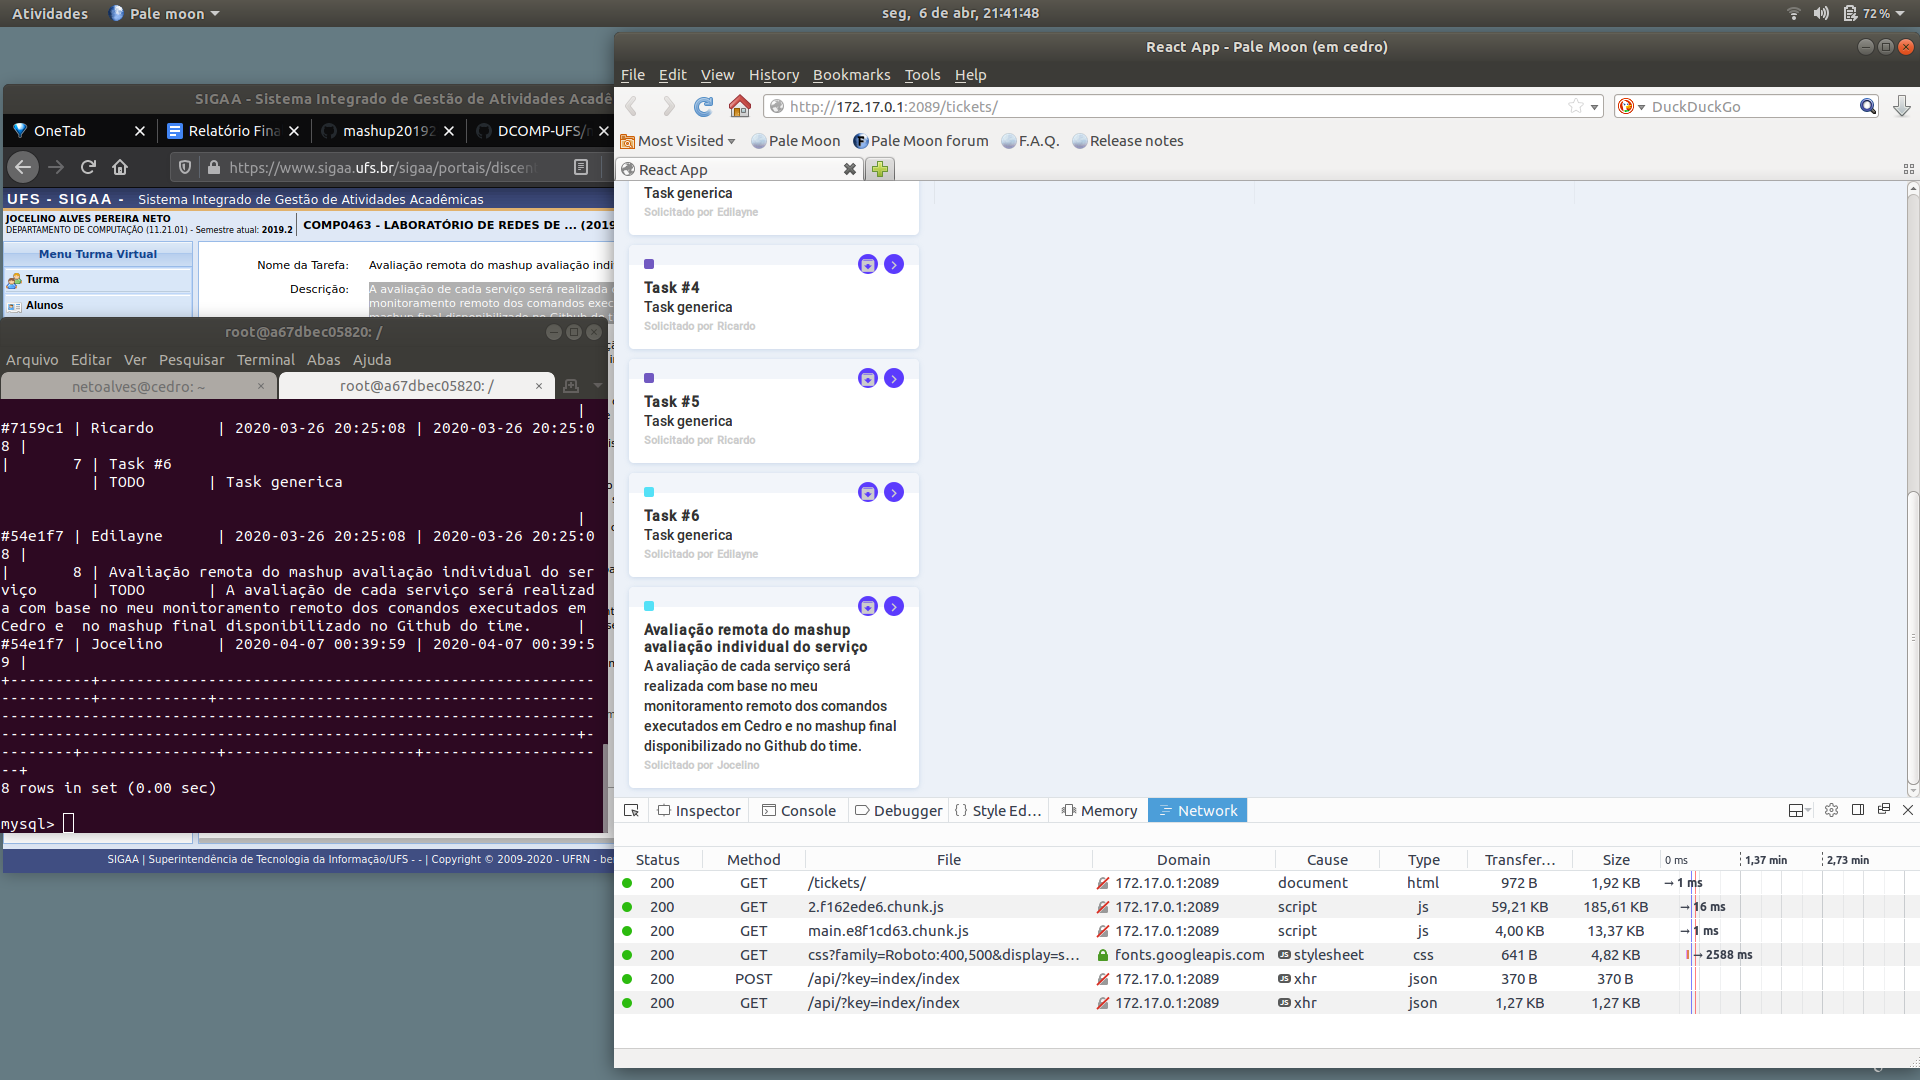 Atividades
Pale moon
seg, 6 de abr, 21:41:48
72 %
SIGAA - Sistema Integrado de Gestão de Atividades Acadê
OneTab
Relatório Fina
mashup20192
DCOMP-UFS/
https://www.sigaa.ufs.br/sigaa/portais/discen
UFS - SIGAA - Sistema Integrado de Gestão de Atividades Acadêmicas
JOCELINO ALVES PEREIRA NETO
DEPARTAMENTO DE COMPUTAÇÃO (11.21.01) - Semestre atual: 2019.2
COMP0463 - LABORATÓRIO DE REDES DE ... (2019
Menu Turma Virtual
Turma
Alunos
Nome da Tarefa: Avaliação remota do mashup avaliação indi
Descrição: A avaliação de cada serviço será realizada
monitoramento remoto dos comandos exec
mashup final disponibilizado no Github do t
root@a67dbec05820: /
Arquivo Editar Ver Pesquisar Terminal Abas Ajuda
netoalves@cedro: ~
root@a67dbec05820: /
|
#7159c1 | Ricardo | 2020-03-26 20:25:08 | 2020-03-26 20:25:0
8 |
| 7 | Task #6
| TODO | Task generica
|
#54e1f7 | Edilayne | 2020-03-26 20:25:08 | 2020-03-26 20:25:0
8 |
| 8 | Avaliação remota do mashup avaliação individual do ser
viço | TODO | A avaliação de cada serviço será realizad
a com base no meu monitoramento remoto dos comandos executados em
Cedro e  no mashup final disponibilizado no Github do time. |
#54e1f7 | Jocelino | 2020-04-07 00:39:59 | 2020-04-07 00:39:5
9 |
+---------+-------------------------------------------------------
----------+------------+------------------------------------------
------------------------------------------------------------------
----------------------------------------------------------------+-
--------+---------------+---------------------+-------------------
--+
8 rows in set (0.00 sec)
mysql>
SIGAA | Superintendência de Tecnologia da Informação/UFS - - | Copyright © 2009-2020 - UFRN - be
React App - Pale Moon (em cedro)
File Edit View History Bookmarks Tools Help
http://172.17.0.1:2089/tickets/
DuckDuckGo
Most Visited
Pale Moon
Pale Moon forum
F.A.Q.
Release notes
React App
Task generica
Solicitado por Edilayne
Task #4
Task generica
Solicitado por Ricardo
Task #5
Task generica
Solicitado por Ricardo
Task #6
Task generica
Solicitado por Edilayne
Avaliação remota do mashup
avaliação individual do serviço
A avaliação de cada serviço será
realizada com base no meu
monitoramento remoto dos comandos
executados em Cedro e no mashup final
disponibilizado no Github do time.
Solicitado por Jocelino
Inspector Console Debugger Style Ed... Memory Network
Status Method File Domain Cause Type Transfer... Size 0 ms 1,37 min 2,73 min
200 GET /tickets/ 172.17.0.1:2089 document html 972 B 1,92 KB → 1 ms
200 GET 2.f162ede6.chunk.js 172.17.0.1:2089 script js 59,21 KB 185,61 KB → 16 ms
200 GET main.e8f1cd63.chunk.js 172.17.0.1:2089 script js 4,00 KB 13,37 KB → 1 ms
200 GET css?family=Roboto:400,500&display=s... fonts.googleapis.com JS stylesheet css 641 B 4,82 KB → 2588 ms
200 POST /api/?key=index/index 172.17.0.1:2089 JS xhr json 370 B 370 B
200 GET /api/?key=index/index 172.17.0.1:2089 JS xhr json 1,27 KB 1,27 KB